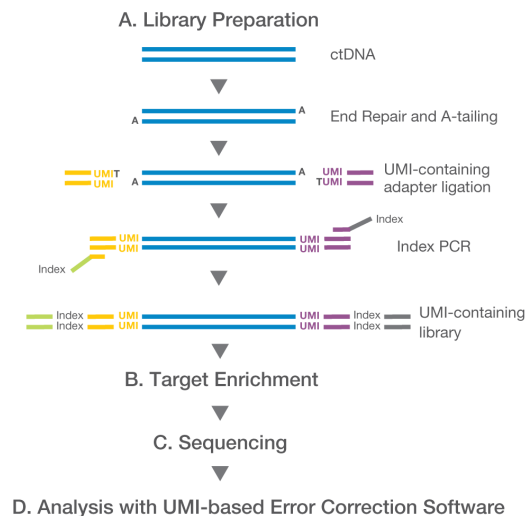 A. Library Preparation
ctDNA
A
A
End Repair and A-tailing
UMIT
UMI
A
A
UMI
TUMI
UMI-containing
adapter ligation
Index
UMI
UMI
UMI
UMI
Index PCR
Index
Index
Index
UMI
UMI
UMI
UMI
Index
Index
UMI-containing
library
B. Target Enrichment
C. Sequencing
D. Analysis with UMI-based Error Correction Software